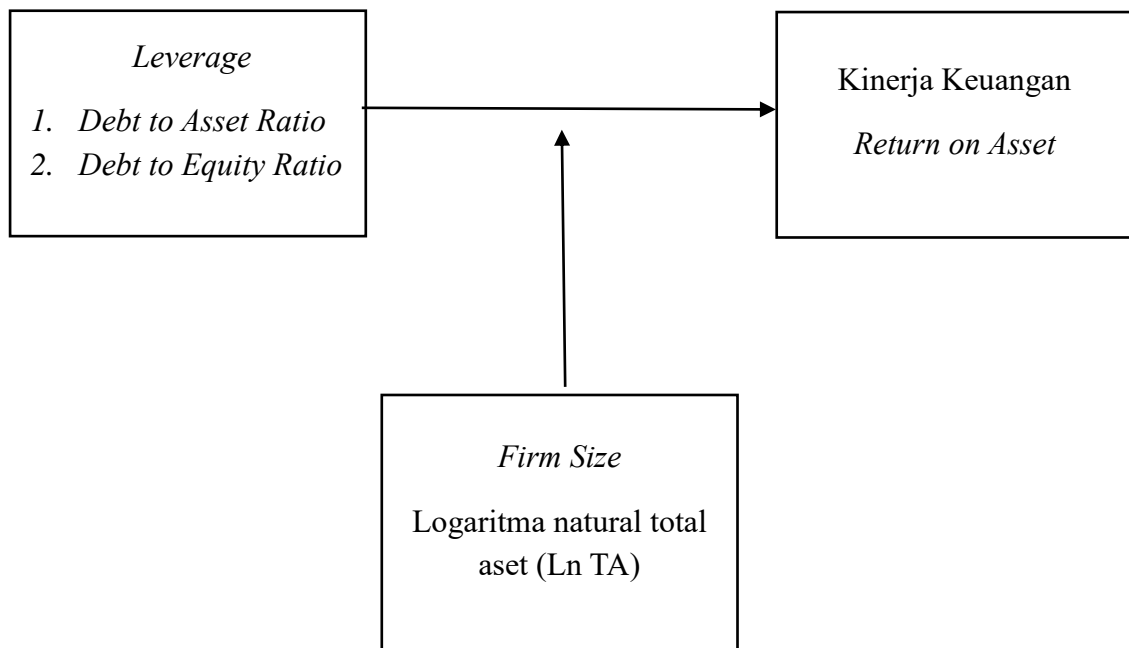 Leverage
1. Debt to Asset Ratio
2. Debt to Equity Ratio
Kinerja Keuangan
Return on Asset
Firm Size
Logaritma natural total
aset (Ln TA)